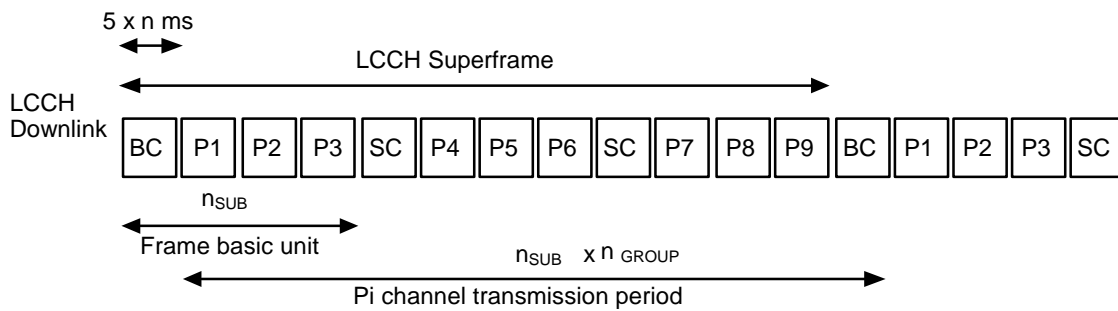 5 x n ms
LCCH Superframe
LCCH
Downlink
BC P1 P2 P3 SC P4 P5 P6 SC P7 P8 P9 BC P1 P2 P3 SC
nSUB
Frame basic unit
nSUB x n GROUP
Pi channel transmission period